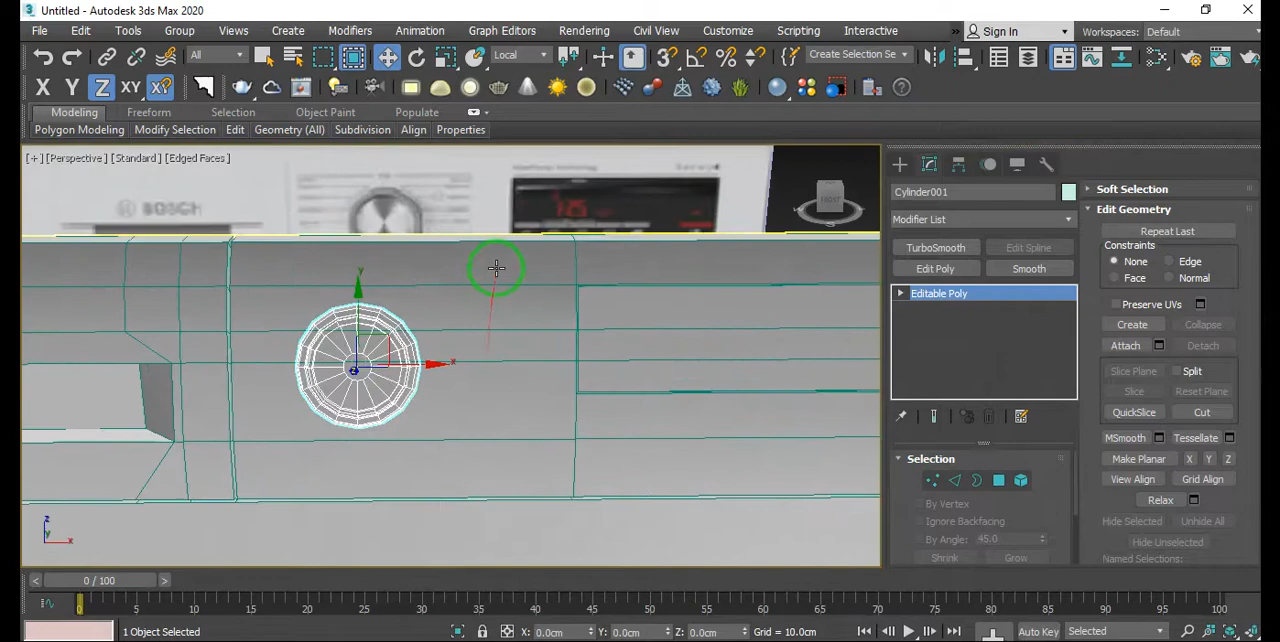 Untitled - Autodesk 3ds Max 2020
File Edit Tools Group Views Create Modifiers Animation Graph Editors Rendering Civil View Customize Scripting Interactive » Sign In Workspaces: Default
All Local Create Selection Se
X Y Z XY XY
Modeling Freeform Selection Object Paint Populate
Polygon Modeling Modify Selection Edit Geometry (All) Subdivision Align Properties
[+] [Perspective] [Standard] [Edged Faces]
BOSCH
FRONT
y
x
z
z
y
x
Cylinder001
Modifier List
TurboSmooth Edit Spline
Edit Poly Smooth
Editable Poly
Selection
By Vertex
Ignore Backfacing
By Angle: 45.0
Shrink Grow
Soft Selection
Edit Geometry
Repeat Last
Constraints
None Edge
Face Normal
Preserve UVs
Create Collapse
Attach Detach
Slice Plane Split
Slice Reset Plane
QuickSlice Cut
MSmooth Tessellate
Make Planar X Y Z
View Align Grid Align
Relax
Hide Selected Unhide All
Hide Unselected
Named Selections:
< 0 / 100 >
0 5 10 15 20 25 30 35 40 45 50 55 60 65 70 75 80 85 90 95 100
1 Object Selected X: 0.0cm Y: 0.0cm Z: 0.0cm Grid = 10.0cm Auto Key Selected